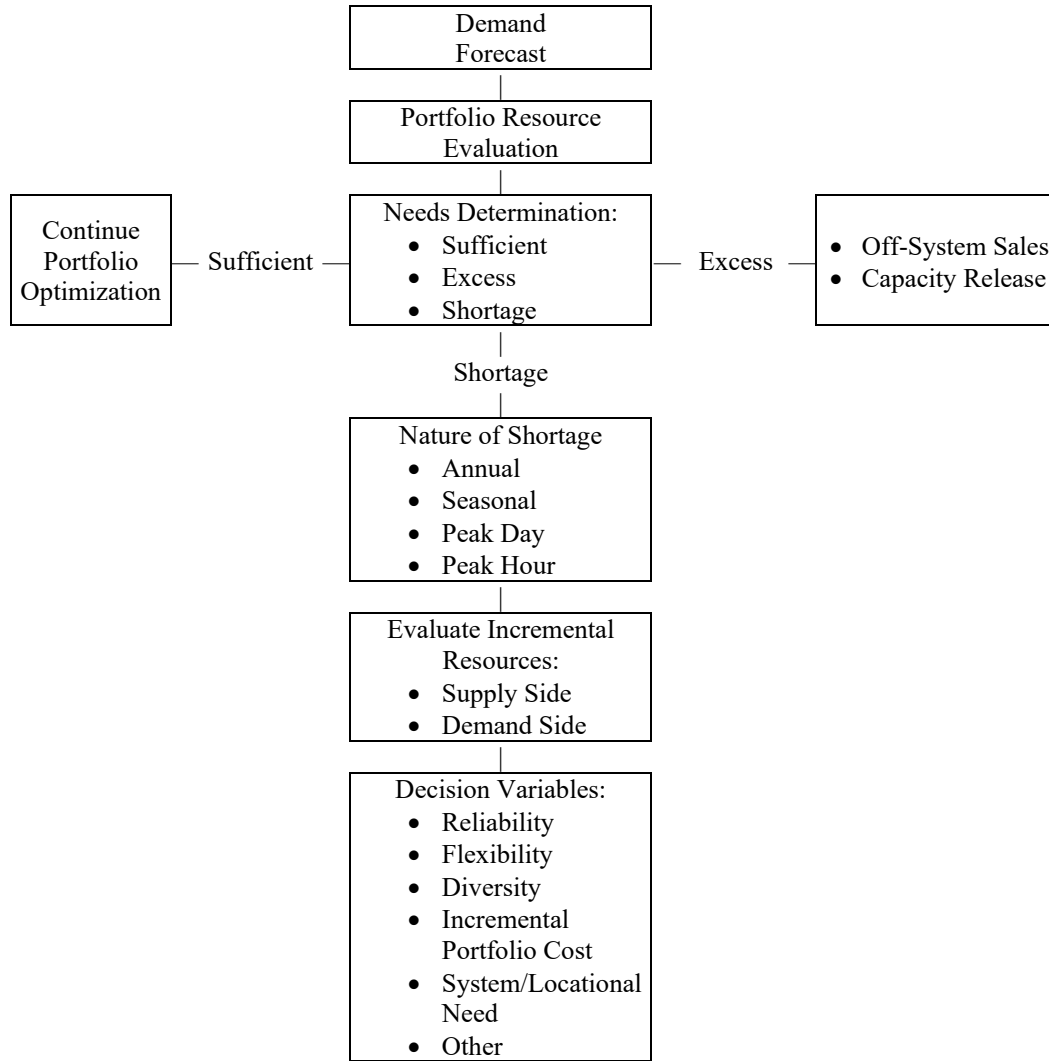 Demand
Forecast
Portfolio Resource
Evaluation
Continue
Portfolio
Optimization
Sufficient
Needs Determination:
• Sufficient
• Excess
• Shortage
Excess
• Off-System Sales
• Capacity Release
Shortage
Nature of Shortage
• Annual
• Seasonal
• Peak Day
• Peak Hour
Evaluate Incremental
Resources:
• Supply Side
• Demand Side
Decision Variables:
• Reliability
• Flexibility
• Diversity
• Incremental
Portfolio Cost
• System/Locational
Need
• Other